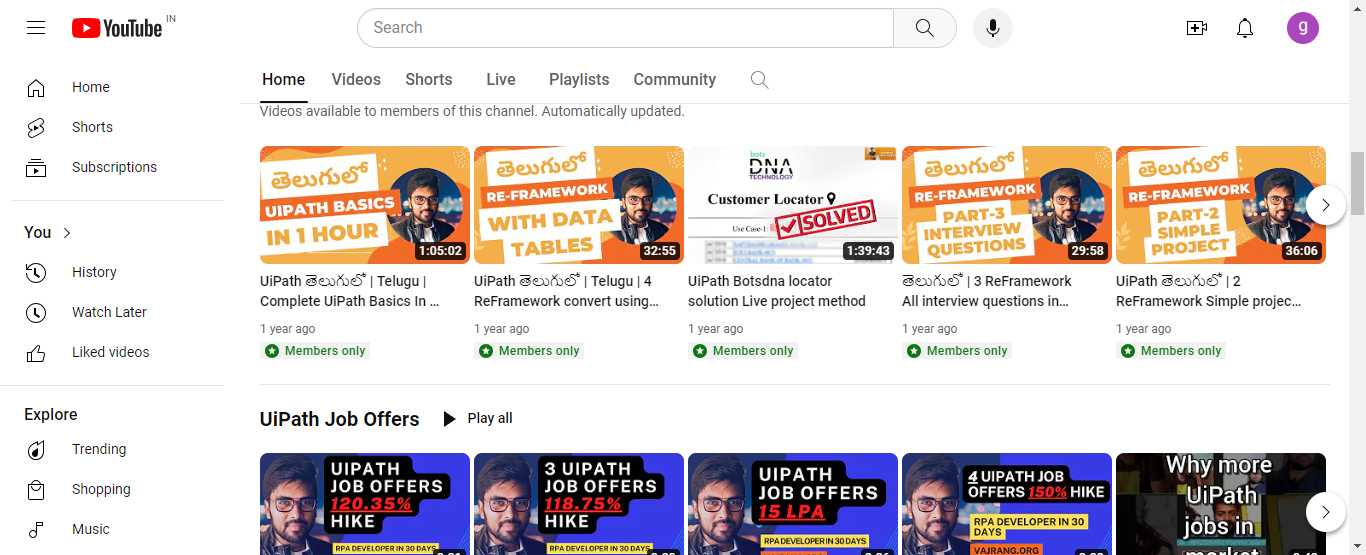 YouTube IN
Search
g
Home
Shorts
Subscriptions
You
History
Watch Later
Liked videos
Explore
Trending
Shopping
Music
Home Videos Shorts Live Playlists Community
Videos available to members of this channel. Automatically updated.
తెలుగులో
UIPATH BASICS
IN 1 HOUR
1:05:02
UiPath తెలుగులో | Telugu |
Complete UiPath Basics In ...
1 year ago
Members only
తెలుగులో
RE-FRAMEWORK
WITH DATA
TABLES
32:55
UiPath తెలుగులో | Telugu | 4
ReFramework convert using...
1 year ago
Members only
bots
DNA
TECHNOLOGY
Customer Locator
Use Case-1:
SOLVED
1:39:43
UiPath Botsdna locator
solution Live project method
1 year ago
Members only
తెలుగులో
RE-FRAMEWORK
PART-3
INTERVIEW
QUESTIONS
29:58
తెలుగులో | 3 ReFramework
All interview questions in...
1 year ago
Members only
తెలుగులో
RE-FRAMEWORK
PART-2
SIMPLE
PROJECT
36:06
UiPath తెలుగులో | 2
ReFramework Simple projec...
1 year ago
Members only
UiPath Job Offers Play all
UIPATH
JOB OFFERS
120.35%
HIKE
RPA DEVELOPER IN 30 DAYS
3 UIPATH
JOB OFFERS
118.75%
HIKE
RPA DEVELOPER IN 30 DAYS
UIPATH
JOB OFFERS
15 LPA
RPA DEVELOPER IN 30 DAYS
4 UIPATH JOB
OFFERS 150% HIKE
RPA DEVELOPER IN 30
DAYS
VAJRANG.ORG
Why more
UiPath
jobs in
market